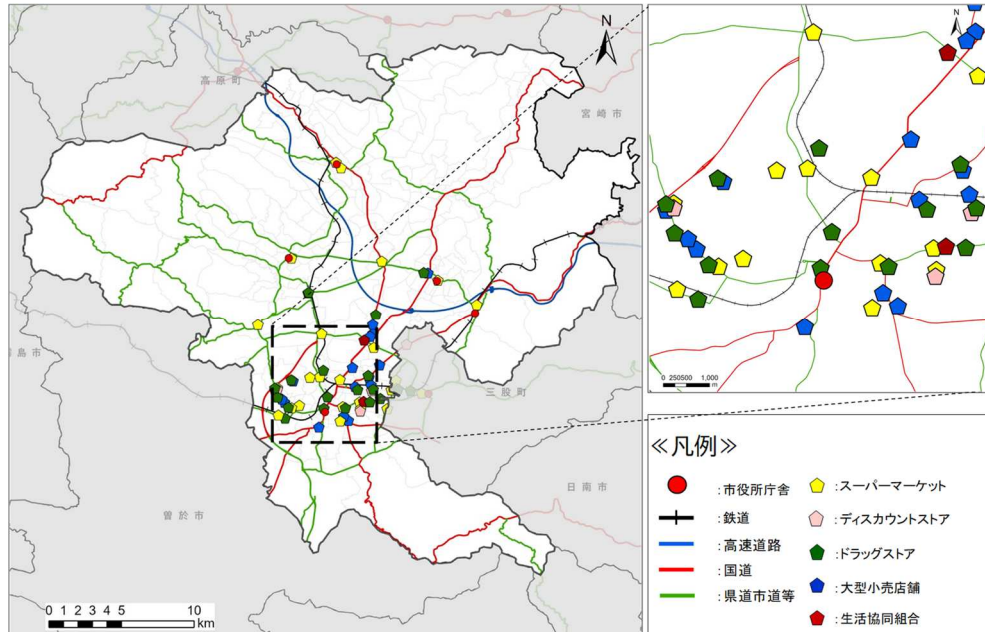 N
高原町
宮崎市
三股町
日南市
曽於市
島市
0 1 2 3 4 5 10
km
N
0 250500 1,000
m
≪凡例≫
:市役所庁舎
:鉄道
:高速道路
:国道
:県道市道等
:スーパーマーケット
:ディスカウントストア
:ドラッグストア
:大型小売店舗
:生活協同組合